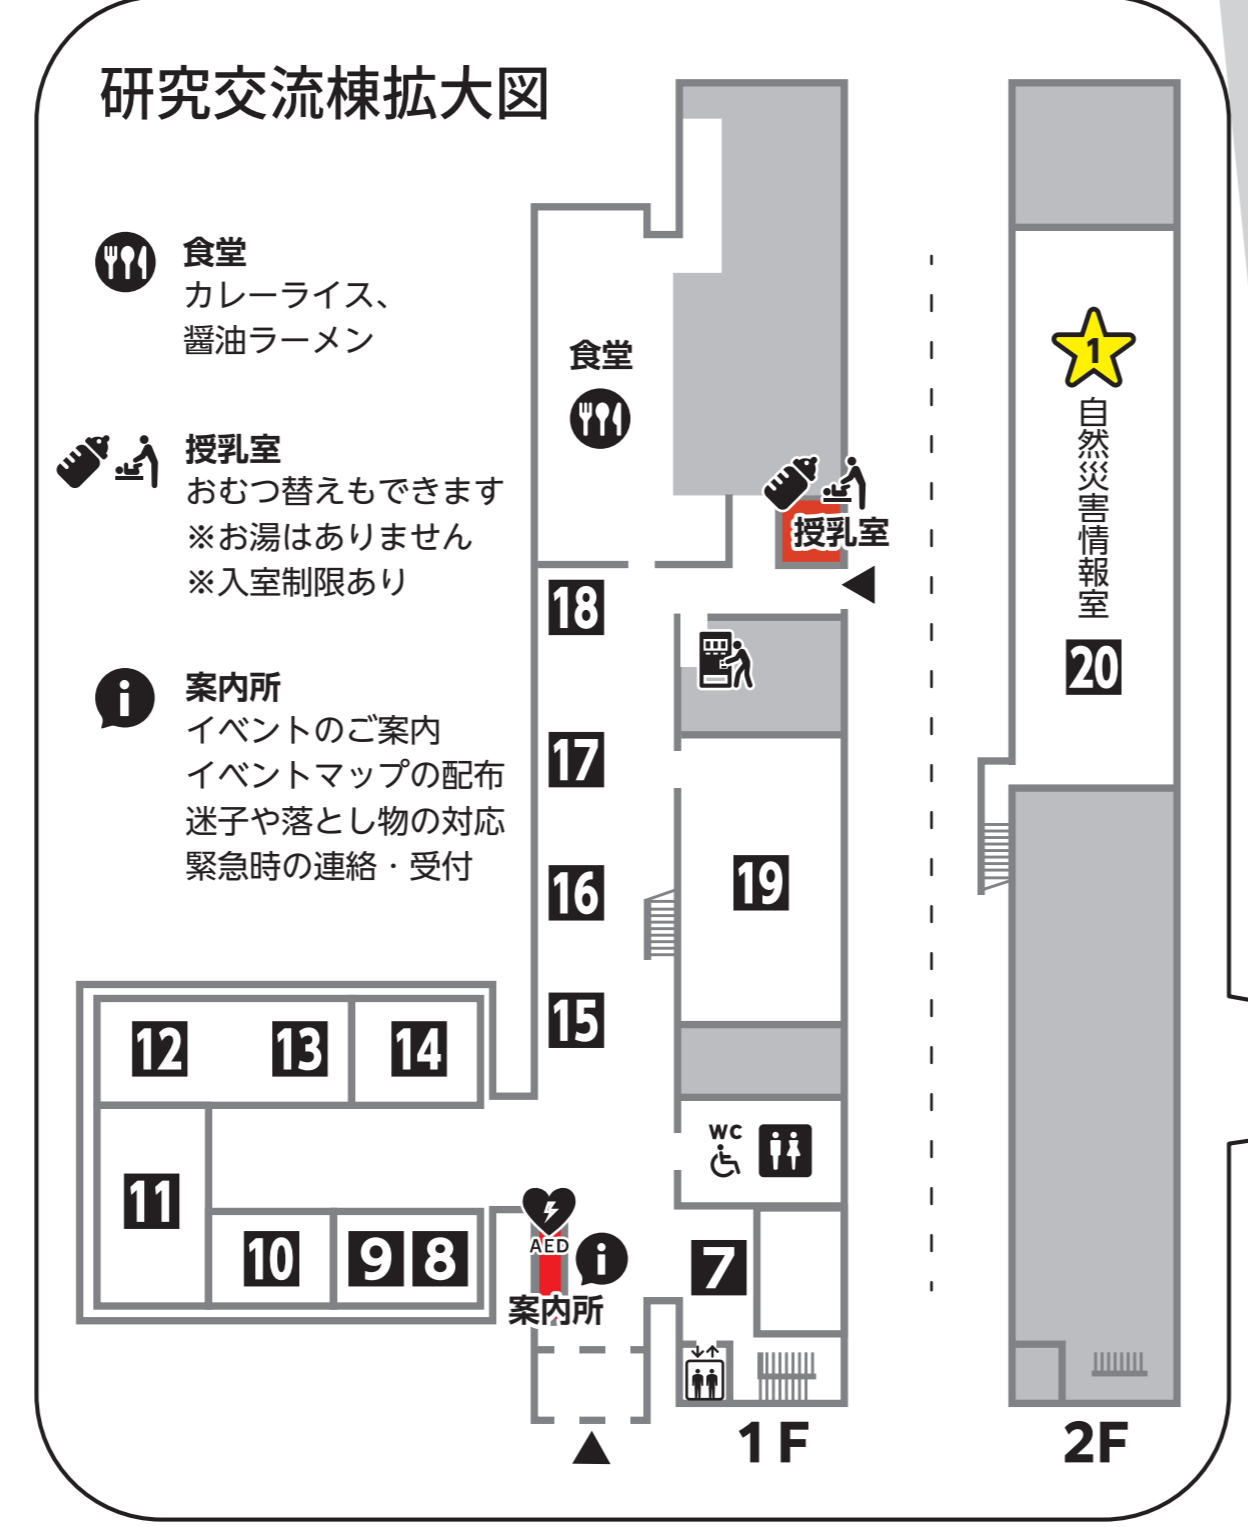 研究交流棟拡大図
食堂
カレーライス、
醤油ラーメン
授乳室
おむつ替えもできます
※お湯はありません
※入室制限あり
i
案内所
イベントのご案内
イベントマップの配布
迷子や落とし物の対応
緊急時の連絡・受付
食堂
授乳室
18
17
16
15
19
12
13
14
11
10
9
8
WC
AED
i
案内所
7
1F
1
自然災害情報室
20
2F